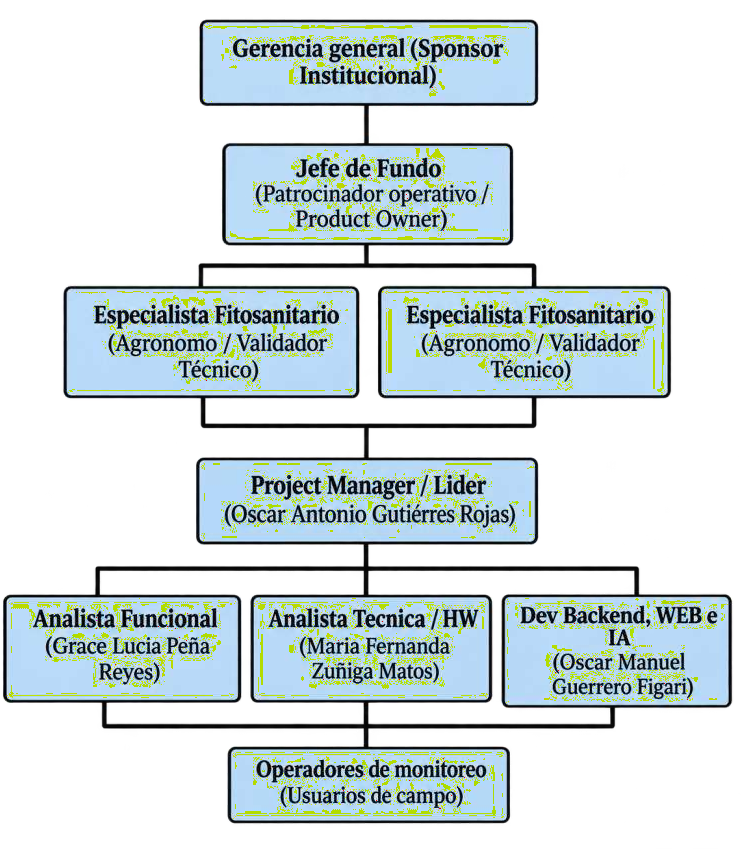 Gerencia general (Sponsor
Institucional)
Jefe de Fundo
(Patrocinador operativo /
Product Owner)
Especialista Fitosanitario
(Agronomo / Validador
Técnico)
Especialista Fitosanitario
(Agronomo / Validador
Técnico)
Project Manager / Lider
(Oscar Antonio Gutiérres Rojas)
Analista Funcional
(Grace Lucia Peña
Reyes)
Analista Tecnica / HW
(Maria Fernanda
Zuñiga Matos)
Dev Backend, WEB e
IA
(Oscar Manuel
Guerrero Figari)
Operadores de monitoreo
(Usuarios de campo)